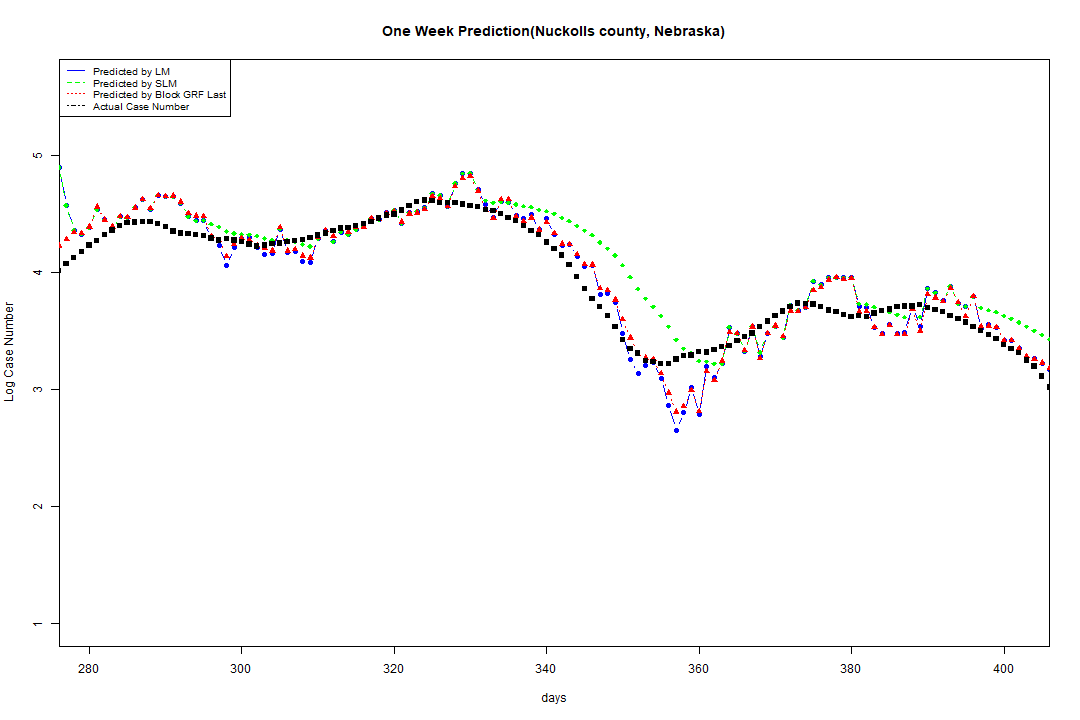 One Week Prediction(Nuckolls county, Nebraska)
Predicted by LM
Predicted by SLM
Predicted by Block GRF Last
Actual Case Number
Log Case Number
5
4
3
2
1
280 300 320 340 360 380 400
days